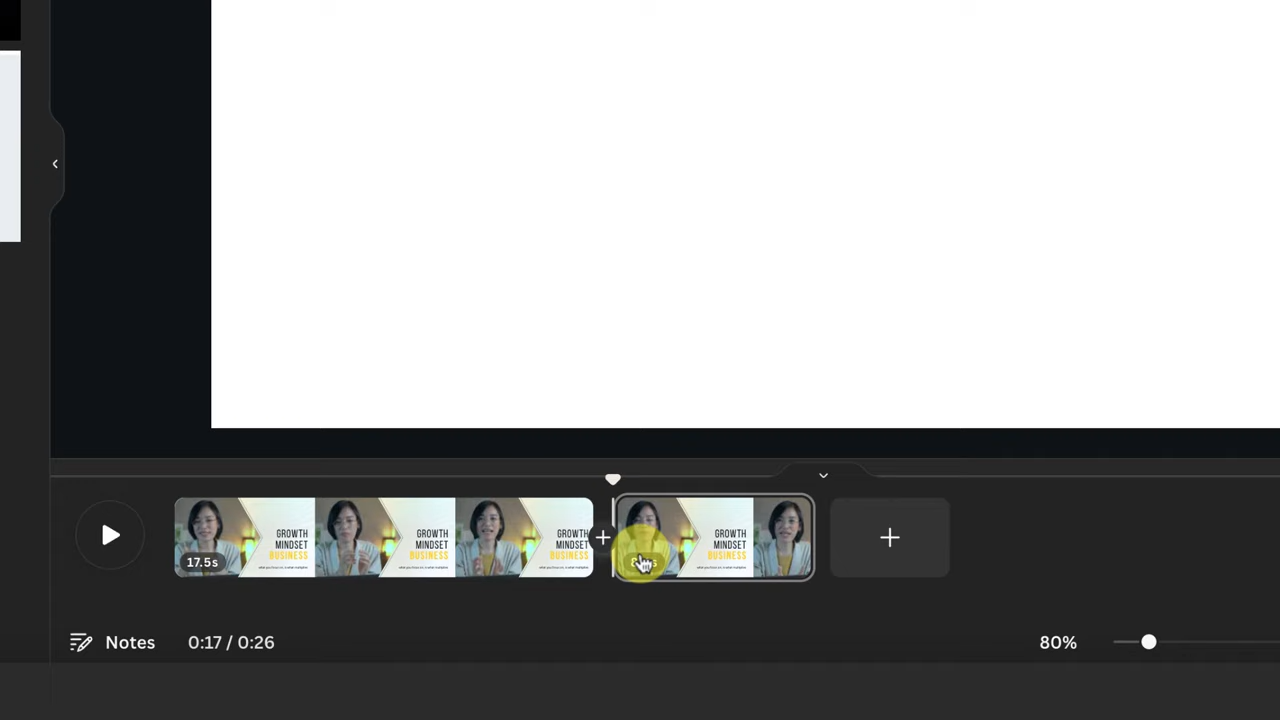 GROWTH
MINDSET
BUSINESS
GROWTH
MINDSET
BUSINESS
GROWTH
MINDSET
BUSINESS
GROWTH
MINDSET
BUSINESS
17.5s
Notes
0:17 / 0:26
80%